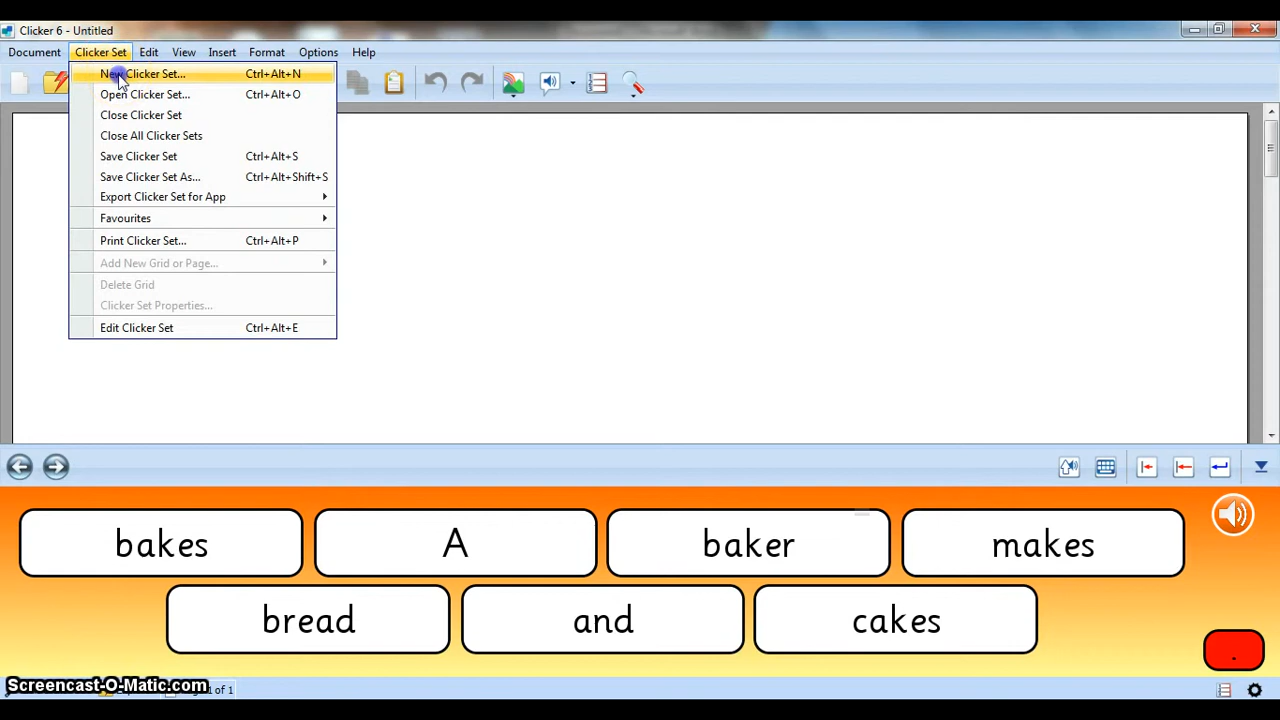 Clicker 6 - Untitled
Document Clicker Set Edit View Insert Format Options Help
New Clicker Set... Ctrl+Alt+N
Open Clicker Set... Ctrl+Alt+O
Close Clicker Set
Close All Clicker Sets
Save Clicker Set Ctrl+Alt+S
Save Clicker Set As... Ctrl+Alt+Shift+S
Export Clicker Set for App
Favourites
Print Clicker Set... Ctrl+Alt+P
Add New Grid or Page...
Delete Grid
Clicker Set Properties...
Edit Clicker Set Ctrl+Alt+E
bakes A baker makes
bread and cakes
.
Screencast-O-Matic.com
1 of 1